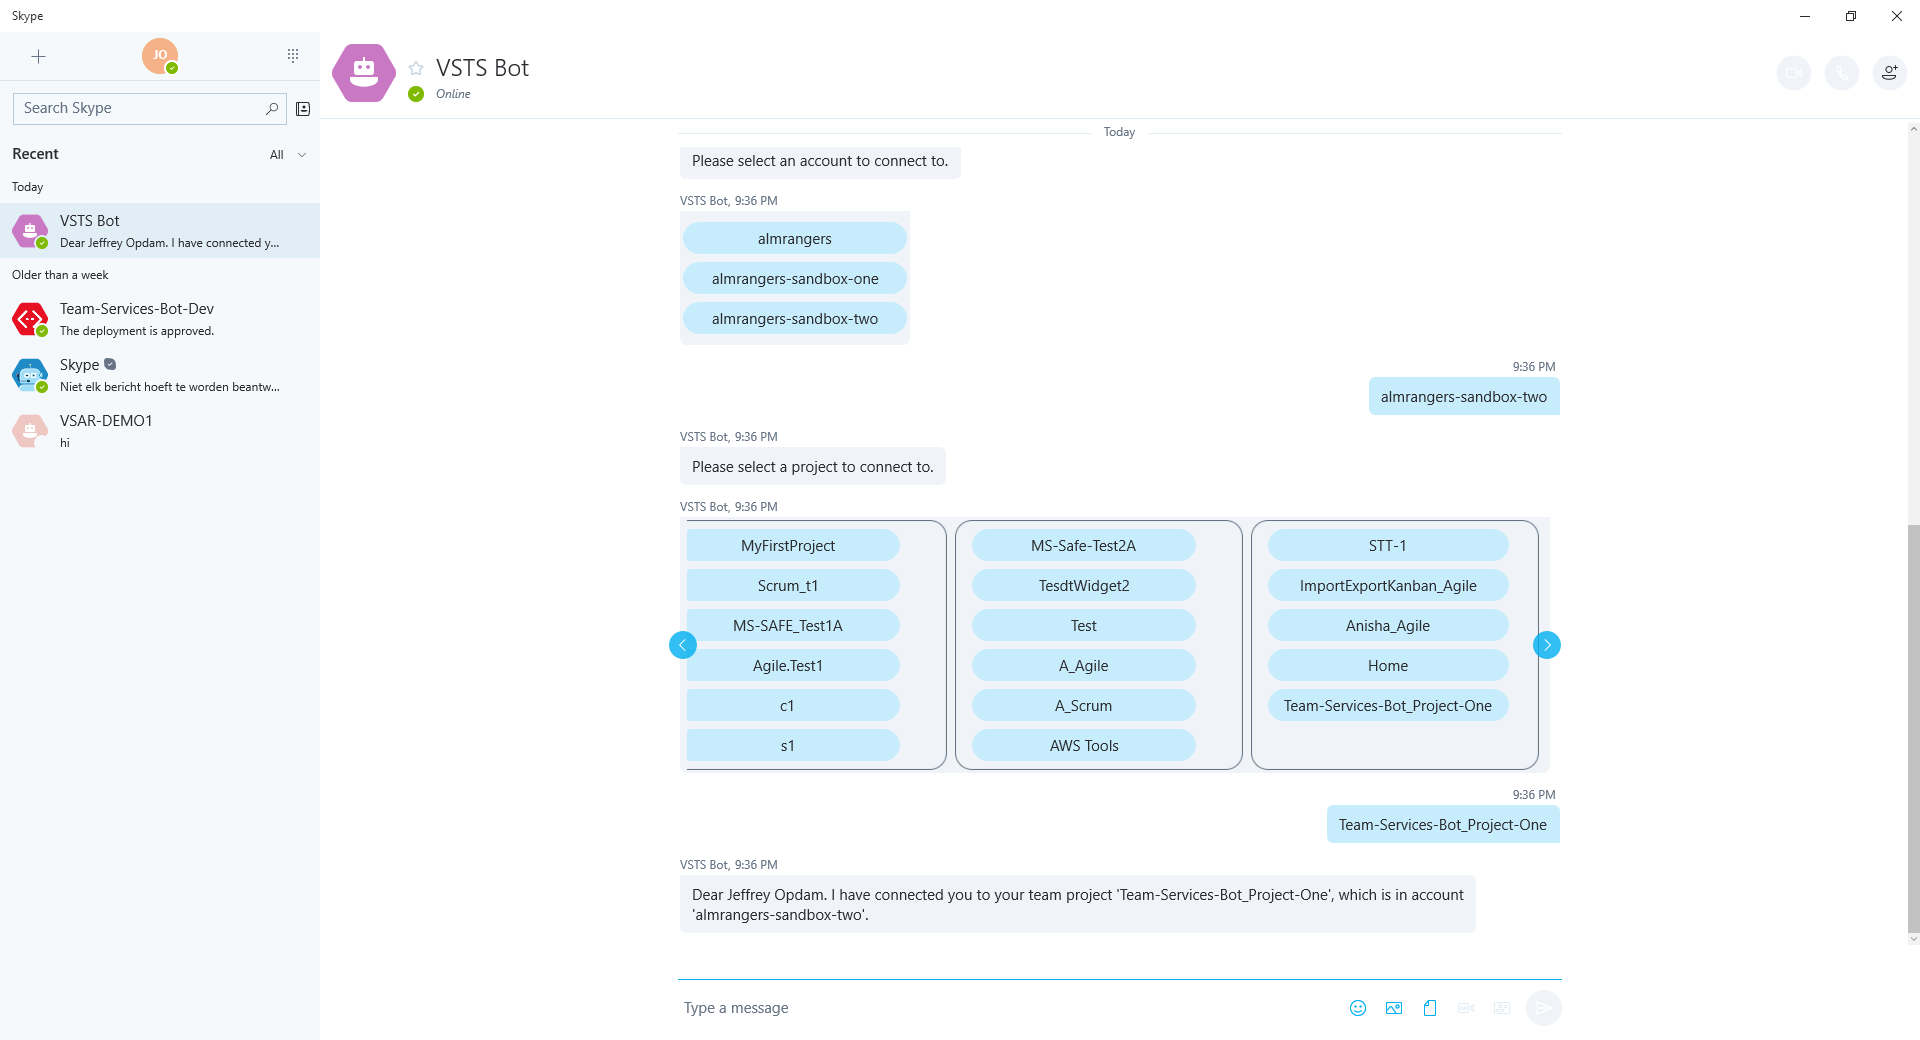 Skype
JO
Search Skype
Recent
All
Today
VSTS Bot
Dear Jeffrey Opdam. I have connected y...
Older than a week
Team-Services-Bot-Dev
The deployment is approved.
Skype
Niet elk bericht hoeft te worden beantw...
VSAR-DEMO1
hi
VSTS Bot
Online
Today
Please select an account to connect to.
VSTS Bot, 9:36 PM
almrangers
almrangers-sandbox-one
almrangers-sandbox-two
9:36 PM
almrangers-sandbox-two
VSTS Bot, 9:36 PM
Please select a project to connect to.
VSTS Bot, 9:36 PM
MyFirstProject
Scrum_t1
MS-SAFE_Test1A
Agile.Test1
c1
s1
MS-Safe-Test2A
TesdtWidget2
Test
A_Agile
A_Scrum
AWS Tools
STT-1
ImportExportKanban_Agile
Anisha_Agile
Home
Team-Services-Bot_Project-One
9:36 PM
Team-Services-Bot_Project-One
VSTS Bot, 9:36 PM
Dear Jeffrey Opdam. I have connected you to your team project 'Team-Services-Bot_Project-One', which is in account
'almrangers-sandbox-two'.
Type a message